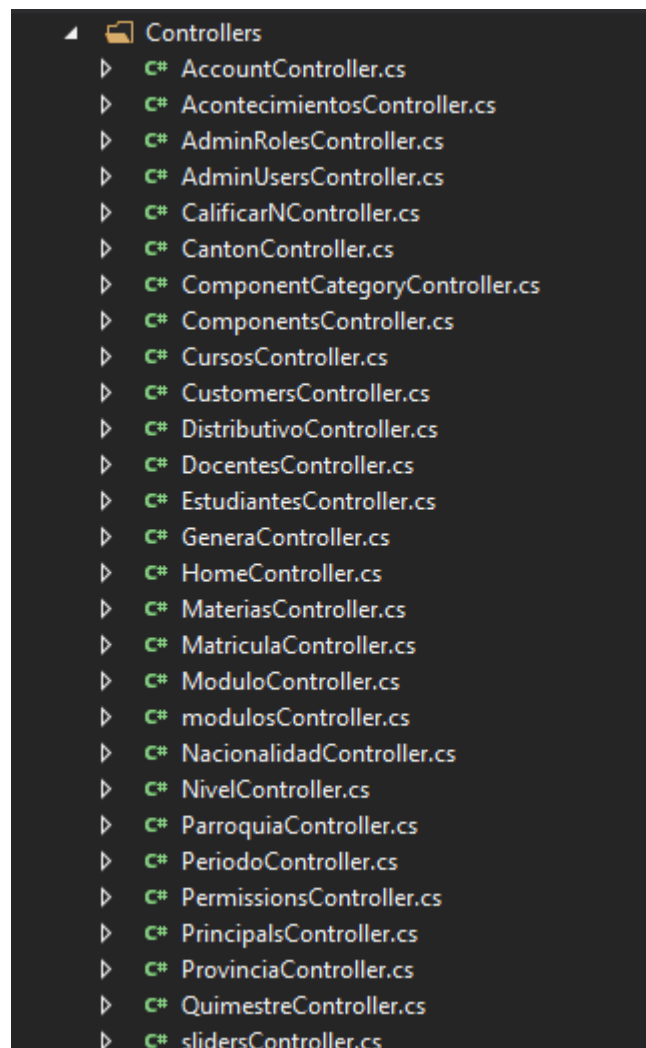 Controllers
C# AccountController.cs
C# AcontecimientosController.cs
C# AdminRolesController.cs
C# AdminUsersController.cs
C# CalificarNController.cs
C# CantonController.cs
C# ComponentCategoryController.cs
C# ComponentsController.cs
C# CursosController.cs
C# CustomersController.cs
C# DistributivoController.cs
C# DocentesController.cs
C# EstudiantesController.cs
C# GeneraController.cs
C# HomeController.cs
C# MateriasController.cs
C# MatriculaController.cs
C# ModuloController.cs
C# modulosController.cs
C# NacionalidadController.cs
C# NivelController.cs
C# ParroquiaController.cs
C# PeriodoController.cs
C# PermissionsController.cs
C# PrincipalsController.cs
C# ProvinciaController.cs
C# QuimestreController.cs
C# slidersController.cs